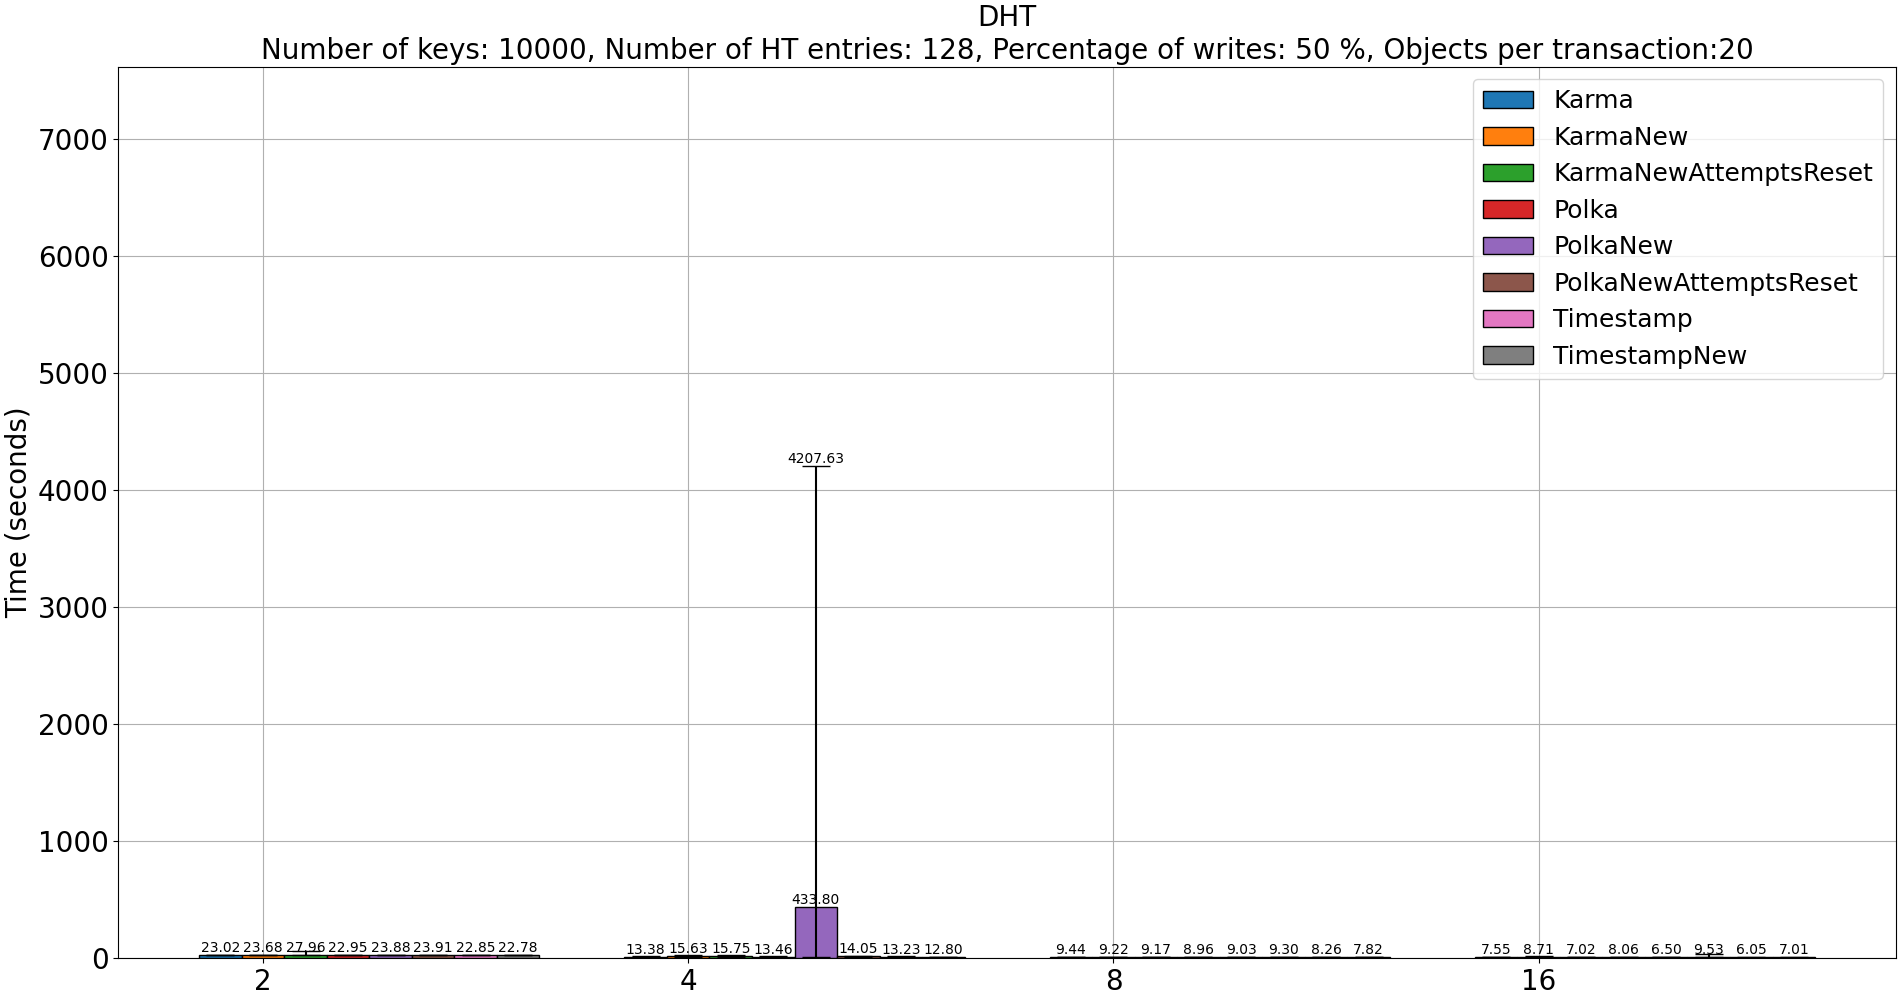 DHT
Number of keys: 10000, Number of HT entries: 128, Percentage of writes: 50 %, Objects per transaction:20
Karma
KarmaNew
KarmaNewAttemptsReset
Polka
PolkaNew
PolkaNewAttemptsReset
Timestamp
TimestampNew
Time (seconds)
7000
6000
5000
4000
3000
2000
1000
0
4207.63
433.80
23.02 23.68 27.96 22.95 23.88 23.91 22.85 22.78
13.38 15.63 15.75 13.46 14.05 13.23 12.80
9.44 9.22 9.17 8.96 9.03 9.30 8.26 7.82
7.55 8.71 7.02 8.06 6.50 9.53 6.05 7.01
2 4 8 16